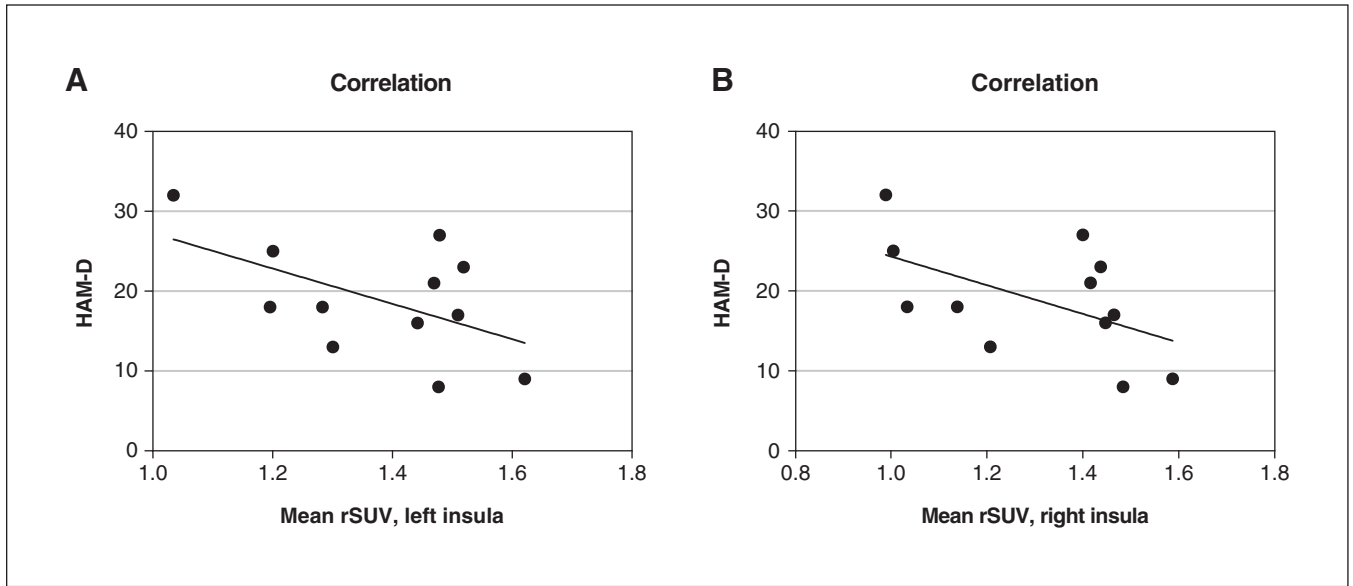 A
Correlation
HAM-D
40
30
20
10
0
1.0 1.2 1.4 1.6 1.8
Mean rSUV, left insula
B
Correlation
HAM-D
40
30
20
10
0
0.8 1.0 1.2 1.4 1.6 1.8
Mean rSUV, right insula